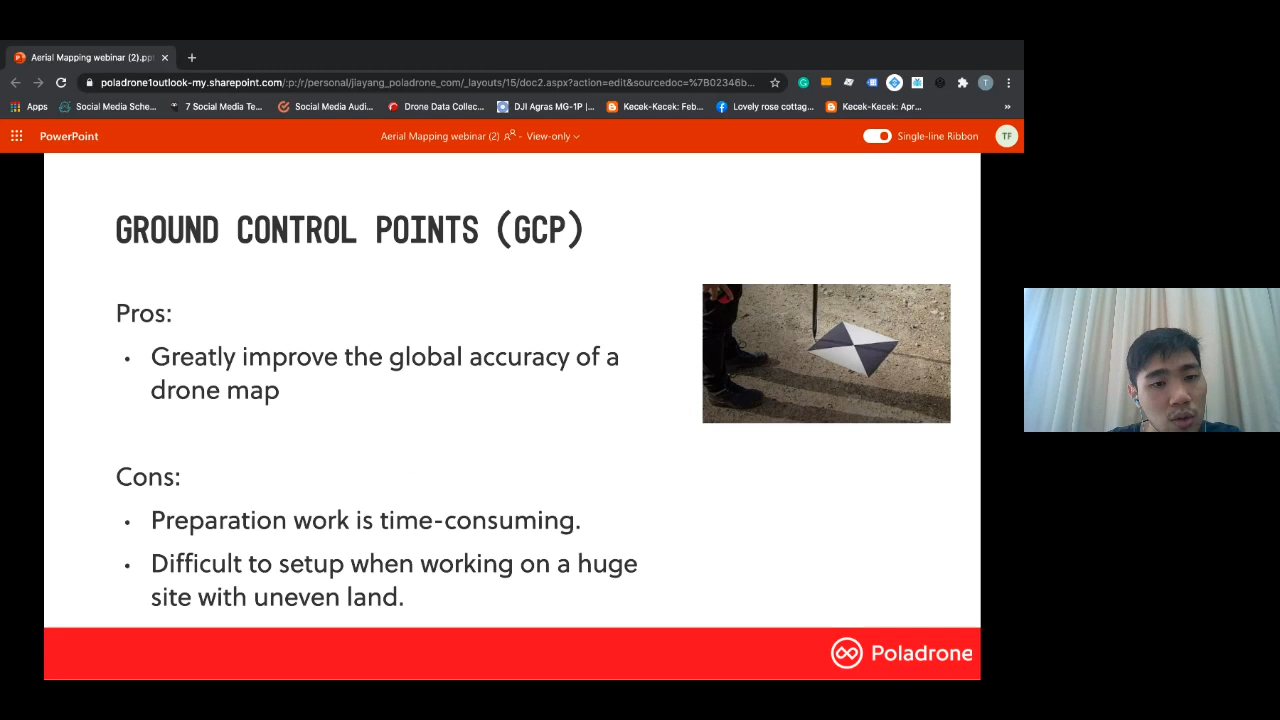 Aerial Mapping webinar (2).ppt
poladrone1outlook-my.sharepoint.com/:p:/r/personal/jiayang_poladrone_com/_layouts/15/doc2.aspx?action=edit&sourcedoc=%7B02346b...
Apps Social Media Sche... 7 Social Media Te... Social Media Audi... Drone Data Collec... DJI Agras MG-1P |... Kecek-Kecek: Feb... Lovely rose cottag... Kecek-Kecek: Apr... »
PowerPoint Aerial Mapping webinar (2) - View-only Single-line Ribbon TF
GROUND CONTROL POINTS (GCP)
Pros:
• Greatly improve the global accuracy of a
drone map
Cons:
• Preparation work is time-consuming.
• Difficult to setup when working on a huge
site with uneven land.
Poladrone